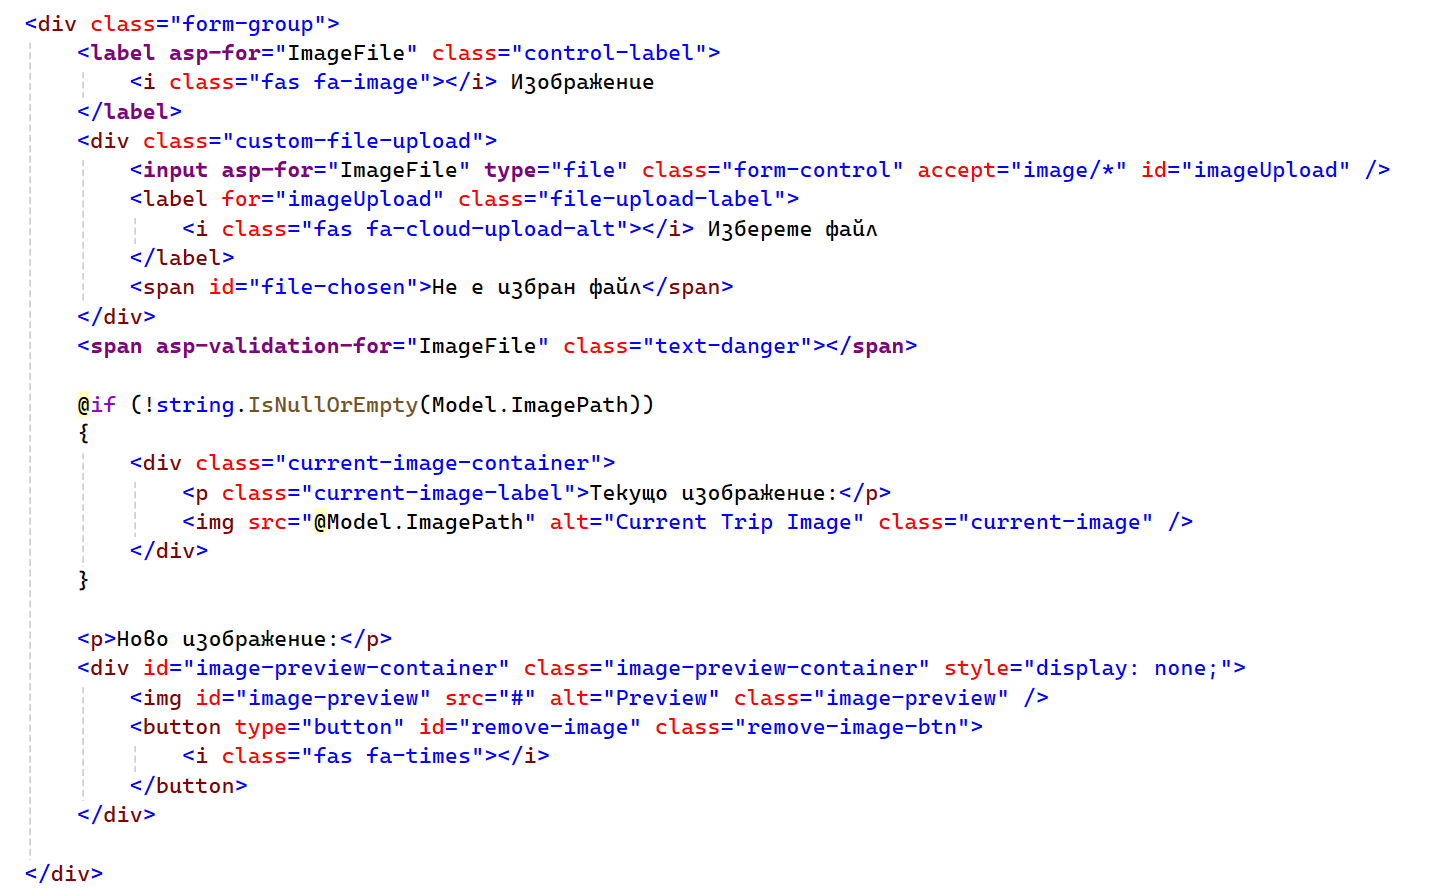 <div class="form-group">
<label asp-for="ImageFile" class="control-label">
<i class="fas fa-image"></i> Изображение
</label>
<div class="custom-file-upload">
<input asp-for="ImageFile" type="file" class="form-control" accept="image/*" id="imageUpload" />
<label for="imageUpload" class="file-upload-label">
<i class="fas fa-cloud-upload-alt"></i> Изберете файл
</label>
<span id="file-chosen">Не е избран файл</span>
</div>
<span asp-validation-for="ImageFile" class="text-danger"></span>
@if (!string.IsNullOrEmpty(Model.ImagePath))
{
<div class="current-image-container">
<p class="current-image-label">Текущо изображение:</p>
<img src="@Model.ImagePath" alt="Current Trip Image" class="current-image" />
</div>
}
<p>Ново изображение:</p>
<div id="image-preview-container" class="image-preview-container" style="display: none;">
<img id="image-preview" src="#" alt="Preview" class="image-preview" />
<button type="button" id="remove-image" class="remove-image-btn">
<i class="fas fa-times"></i>
</button>
</div>
</div>